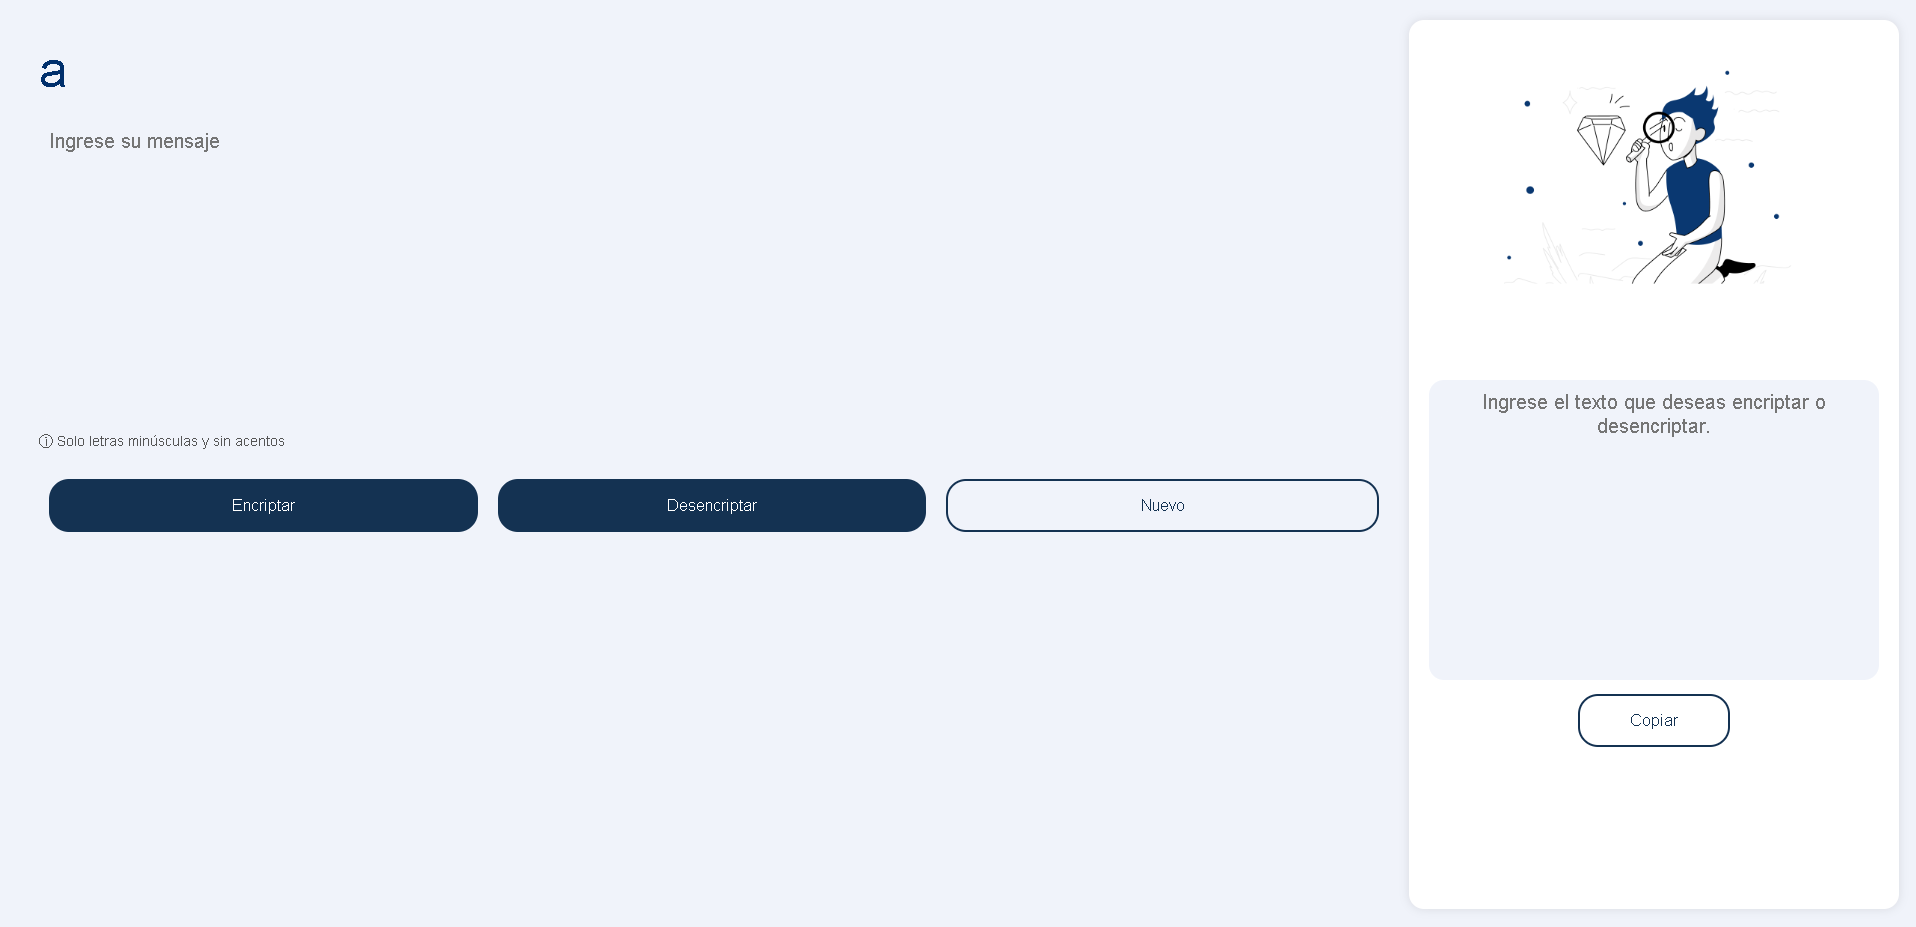 a
Ingrese su mensaje
ⓘ Solo letras minúsculas y sin acentos
Encriptar
Desencriptar
Nuevo
Ingrese el texto que deseas encriptar o
desencriptar.
Copiar